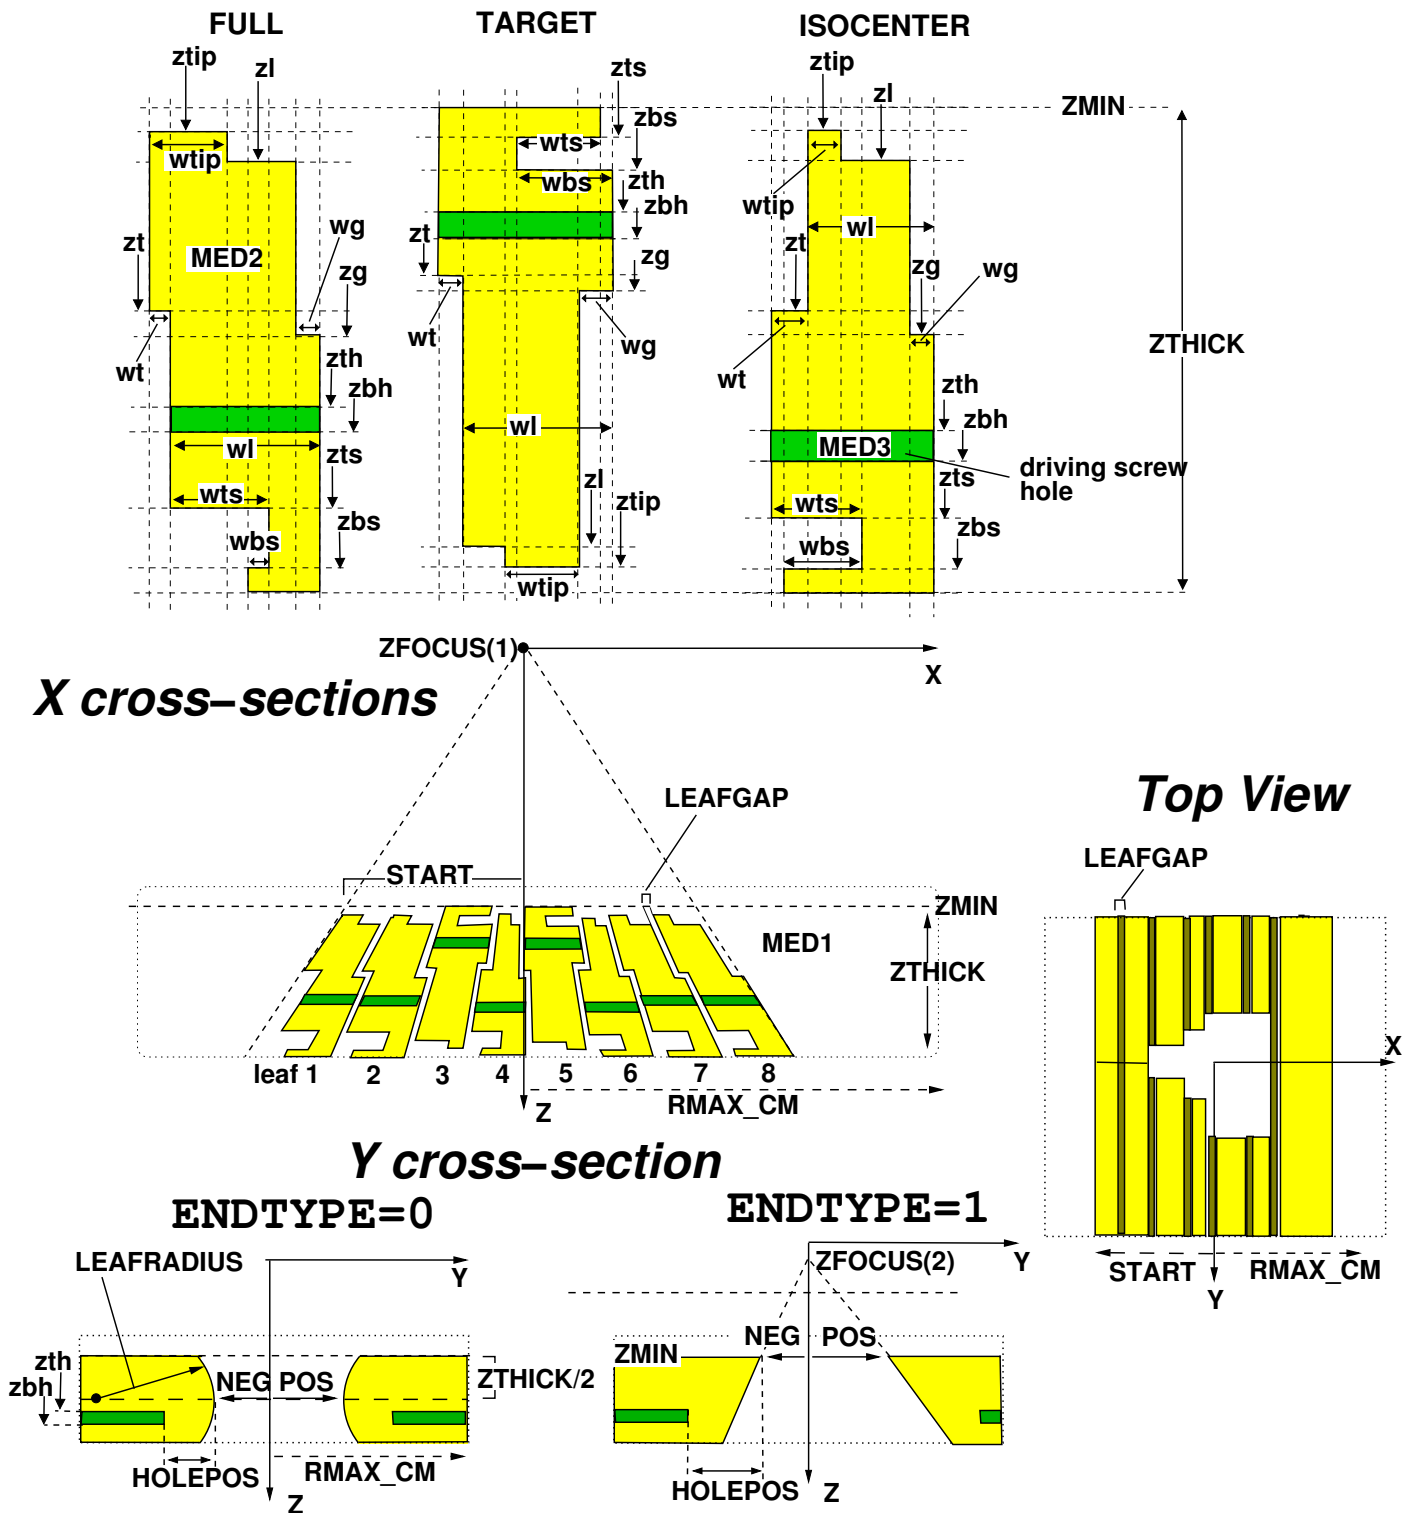 FULL
TARGET
ISOCENTER
ztip
zl
wtip
zt
MED2
wg
zg
wt
zth
zbh
wl
zts
wts
zbs
wbs
zts
zbs
wts
wbs
zth
zbh
zt
zg
wt
wg
wl
zl
ztip
wtip
ztip
zl
ZMIN
wtip
wl
zt
zg
wg
wt
ZTHICK
zth
zbh
MED3
driving screw
hole
zts
wts
zbs
wbs
ZFOCUS(1)
X
X cross–sections
LEAFGAP
START
ZMIN
MED1
ZTHICK
leaf 1
2
3
4
5
6
7
8
RMAX_CM
Z
Top View
LEAFGAP
X
START
RMAX_CM
Y
Y cross–section
ENDTYPE=0
LEAFRADIUS
Y
zth
zbh
NEG
POS
ZTHICK/2
HOLEPOS
RMAX_CM
Z
ENDTYPE=1
ZFOCUS(2)
Y
NEG
POS
ZMIN
HOLEPOS
Z